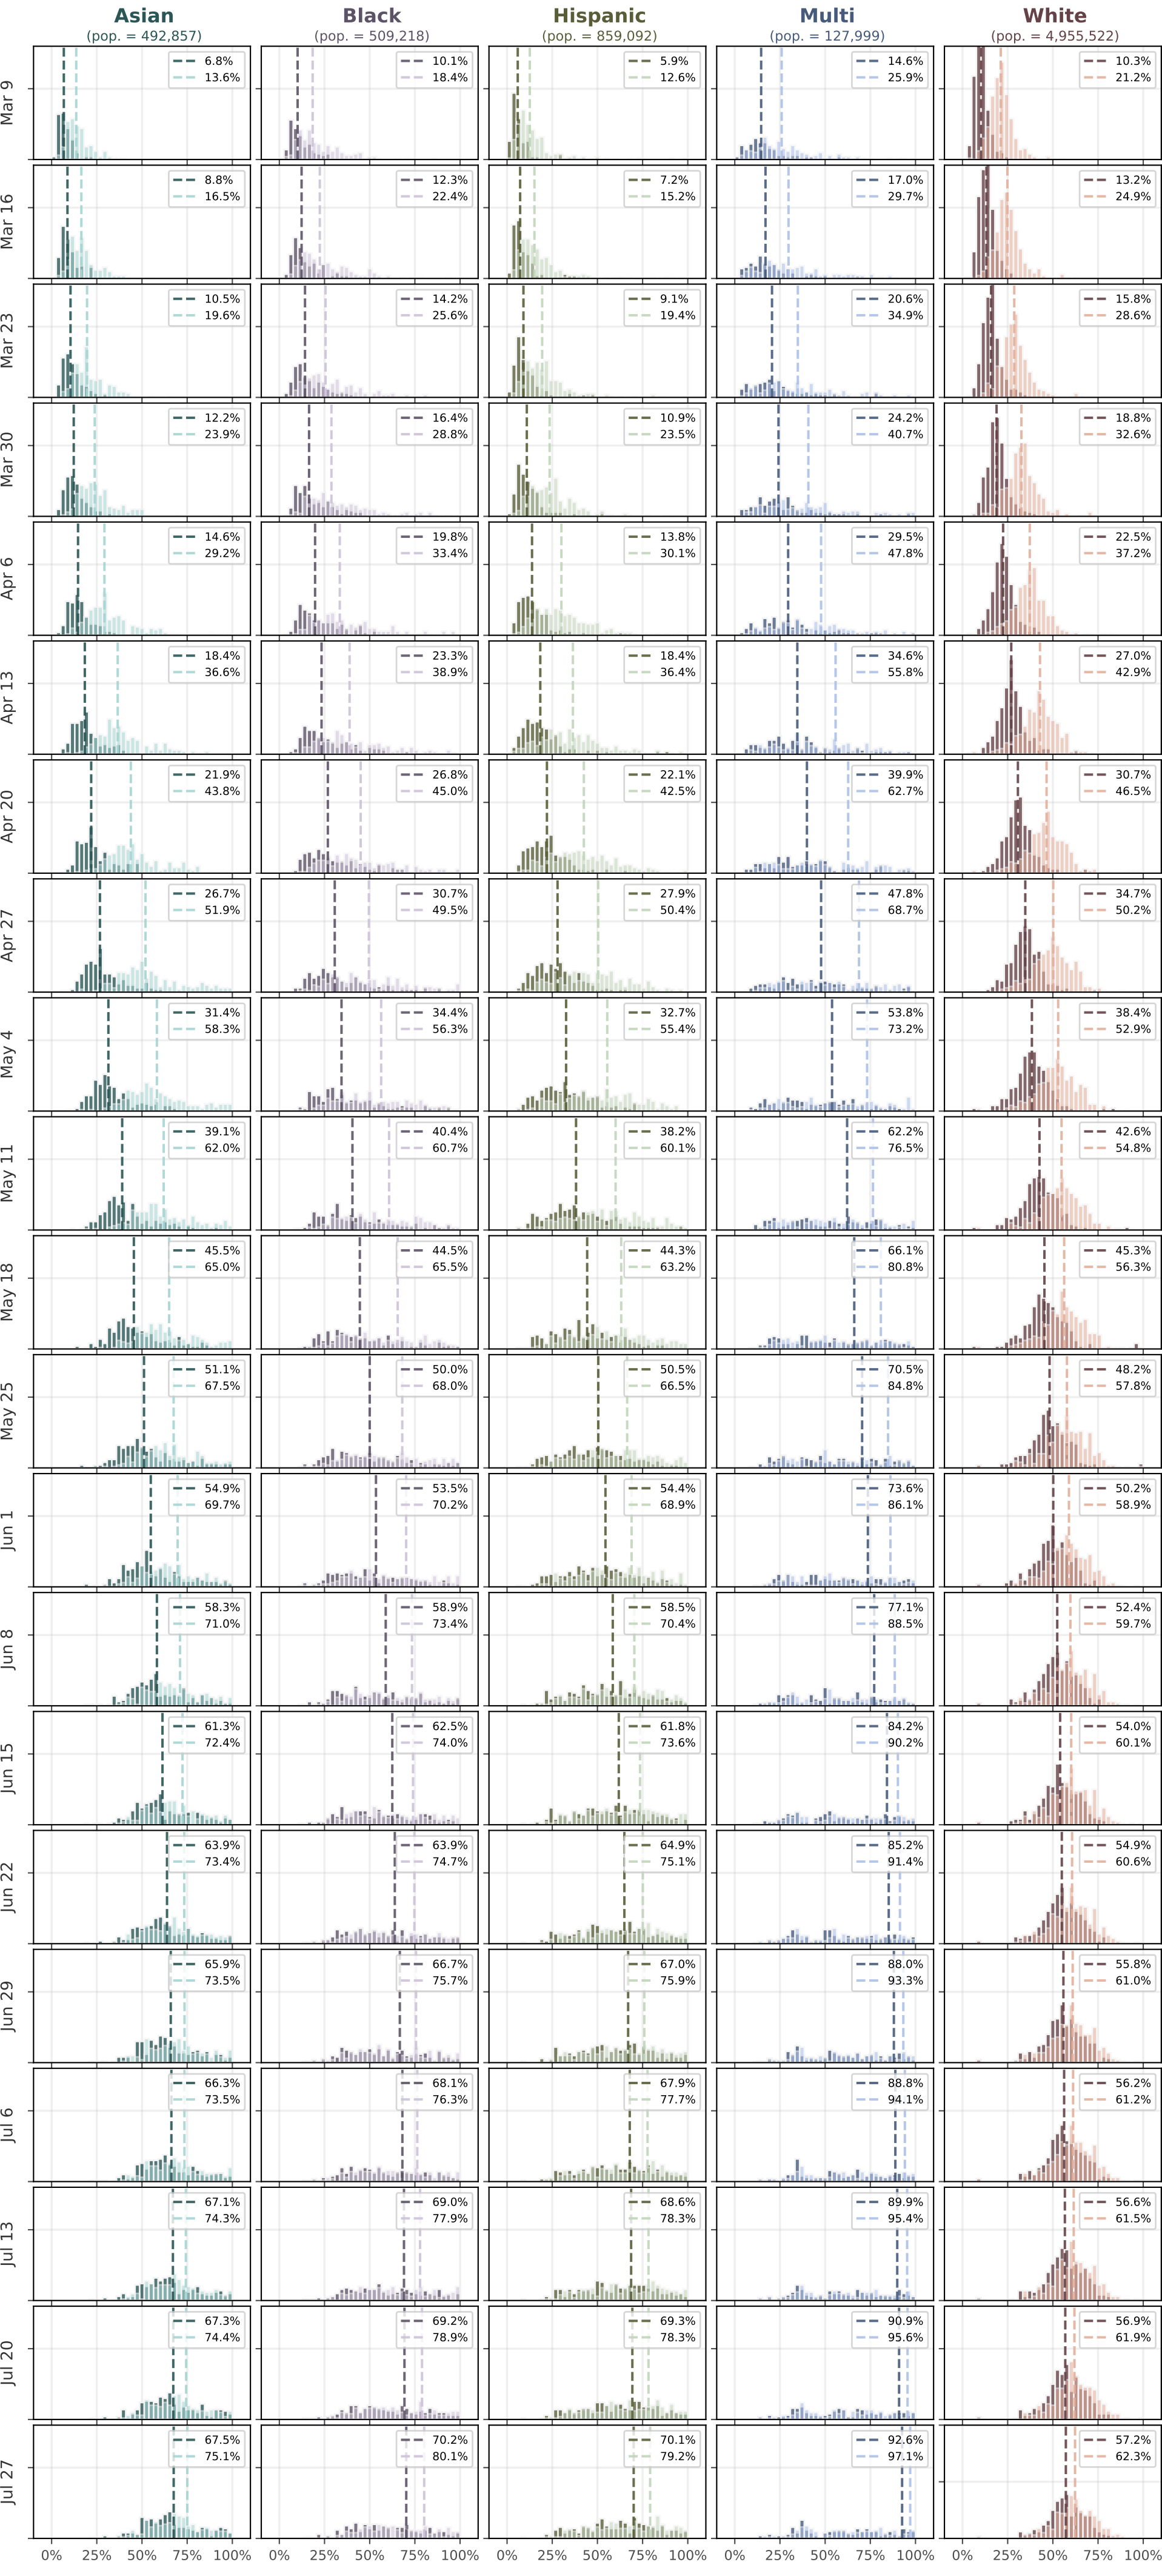 Asian Black Hispanic Multi White
(pop. = 492,857) (pop. = 509,218) (pop. = 859,092) (pop. = 127,999) (pop. = 4,955,522)
Mar 9
6.8% 10.1% 5.9% 14.6% 10.3%
13.6% 18.4% 12.6% 25.9% 21.2%
Mar 16
8.8% 12.3% 7.2% 17.0% 13.2%
16.5% 22.4% 15.2% 29.7% 24.9%
Mar 23
10.5% 14.2% 9.1% 20.6% 15.8%
19.6% 25.6% 19.4% 34.9% 28.6%
Mar 30
12.2% 16.4% 10.9% 24.2% 18.8%
23.9% 28.8% 23.5% 40.7% 32.6%
Apr 6
14.6% 19.8% 13.8% 29.5% 22.5%
29.2% 33.4% 30.1% 47.8% 37.2%
Apr 13
18.4% 23.3% 18.4% 34.6% 27.0%
36.6% 38.9% 36.4% 55.8% 42.9%
Apr 20
21.9% 26.8% 22.1% 39.9% 30.7%
43.8% 45.0% 42.5% 62.7% 46.5%
Apr 27
26.7% 30.7% 27.9% 47.8% 34.7%
51.9% 49.5% 50.4% 68.7% 50.2%
May 4
31.4% 34.4% 32.7% 53.8% 38.4%
58.3% 56.3% 55.4% 73.2% 52.9%
May 11
39.1% 40.4% 38.2% 62.2% 42.6%
62.0% 60.7% 60.1% 76.5% 54.8%
May 18
45.5% 44.5% 44.3% 66.1% 45.3%
65.0% 65.5% 63.2% 80.8% 56.3%
May 25
51.1% 50.0% 50.5% 70.5% 48.2%
67.5% 68.0% 66.5% 84.8% 57.8%
Jun 1
54.9% 53.5% 54.4% 73.6% 50.2%
69.7% 70.2% 68.9% 86.1% 58.9%
Jun 8
58.3% 58.9% 58.5% 77.1% 52.4%
71.0% 73.4% 70.4% 88.5% 59.7%
Jun 15
61.3% 62.5% 61.8% 84.2% 54.0%
72.4% 74.0% 73.6% 90.2% 60.1%
Jun 22
63.9% 63.9% 64.9% 85.2% 54.9%
73.4% 74.7% 75.1% 91.4% 60.6%
Jun 29
65.9% 66.7% 67.0% 88.0% 55.8%
73.5% 75.7% 75.9% 93.3% 61.0%
Jul 6
66.3% 68.1% 67.9% 88.8% 56.2%
73.5% 76.3% 77.7% 94.1% 61.2%
Jul 13
67.1% 69.0% 68.6% 89.9% 56.6%
74.3% 77.9% 78.3% 95.4% 61.5%
Jul 20
67.3% 69.2% 69.3% 90.9% 56.9%
74.4% 78.9% 78.3% 95.6% 61.9%
Jul 27
67.5% 70.2% 70.1% 92.6% 57.2%
75.1% 80.1% 79.2% 97.1% 62.3%
0% 25% 50% 75% 100% 0% 25% 50% 75% 100% 0% 25% 50% 75% 100% 0% 25% 50% 75% 100% 0% 25% 50% 75% 100%